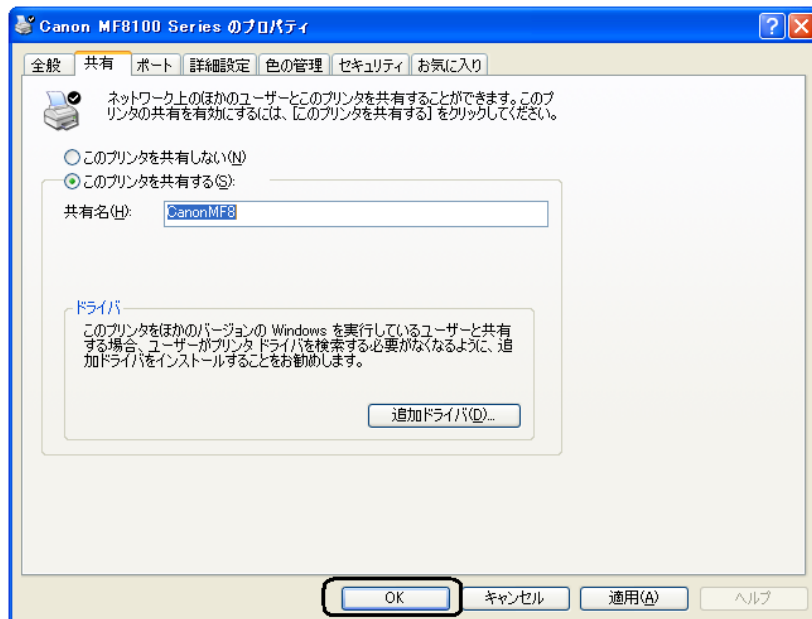 Canon MF8100 Series のプロパティ
全般 共有 ポート 詳細設定 色の管理 セキュリティ お気に入り
ネットワーク上のほかのユーザーとこのプリンタを共有することができます。このプ
リンタの共有を有効にするには、[このプリンタを共有する] をクリックしてください。
このプリンタを共有しない(N)
このプリンタを共有する(S):
共有名(H): CanonMF8
ドライバ
このプリンタをほかのバージョンの Windows を実行しているユーザーと共有
する場合、ユーザーがプリンタ ドライバを検索する必要がなくなるように、追
加ドライバをインストールすることをお勧めします。
追加ドライバ(D)...
OK キャンセル 適用(A) ヘルプ